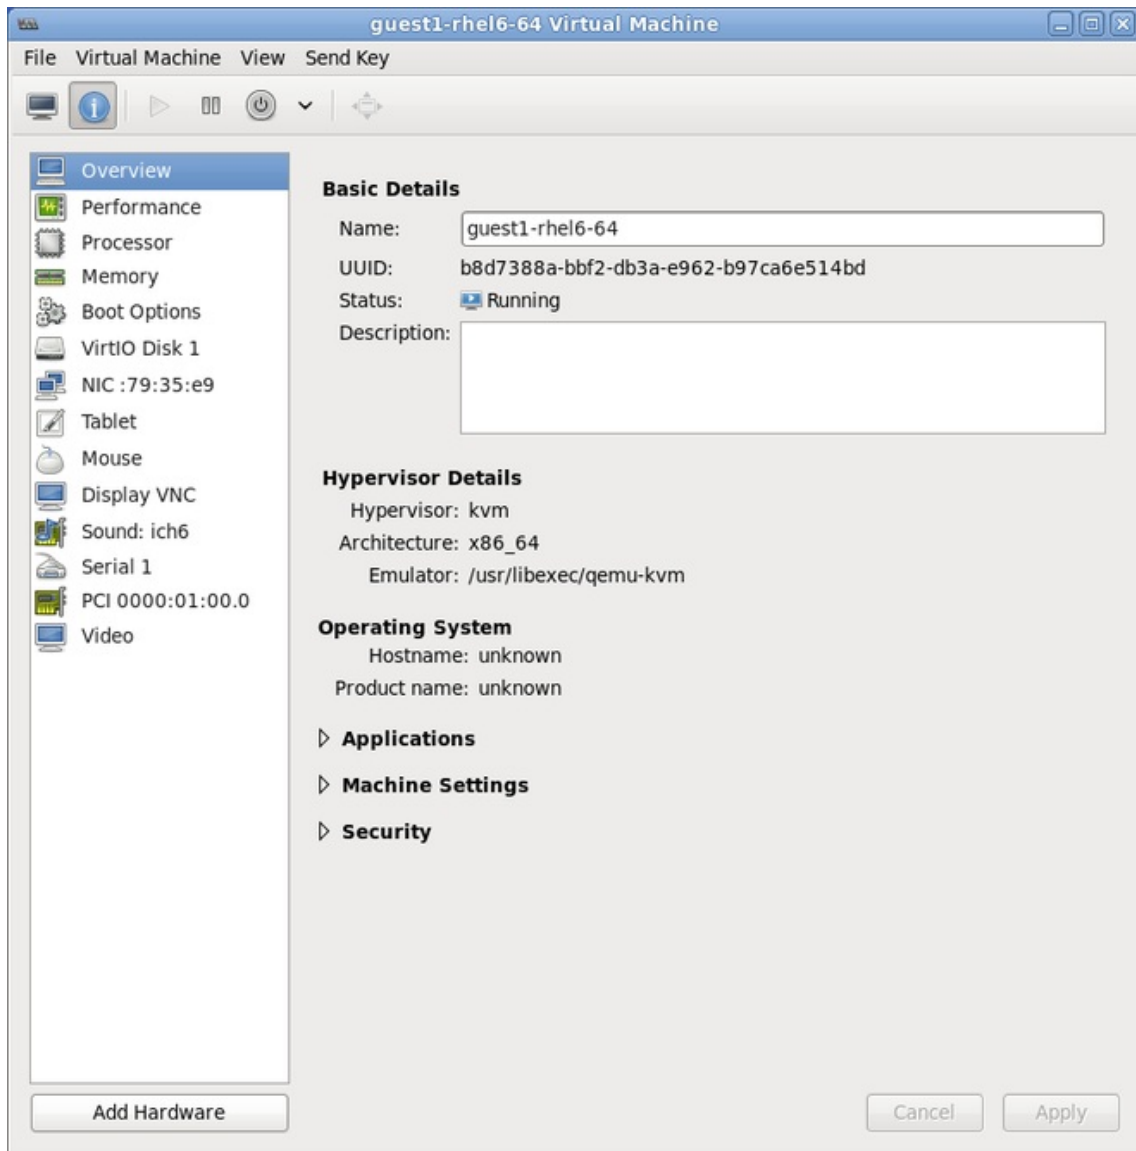 guest1-rhel6-64 Virtual Machine
File Virtual Machine View Send Key
Overview
Performance
Processor
Memory
Boot Options
VirtIO Disk 1
NIC :79:35:e9
Tablet
Mouse
Display VNC
Sound: ich6
Serial 1
PCI 0000:01:00.0
Video
Add Hardware
Basic Details
Name: guest1-rhel6-64
UUID: b8d7388a-bbf2-db3a-e962-b97ca6e514bd
Status: Running
Description:
Hypervisor Details
Hypervisor: kvm
Architecture: x86_64
Emulator: /usr/libexec/qemu-kvm
Operating System
Hostname: unknown
Product name: unknown
Applications
Machine Settings
Security
Cancel Apply